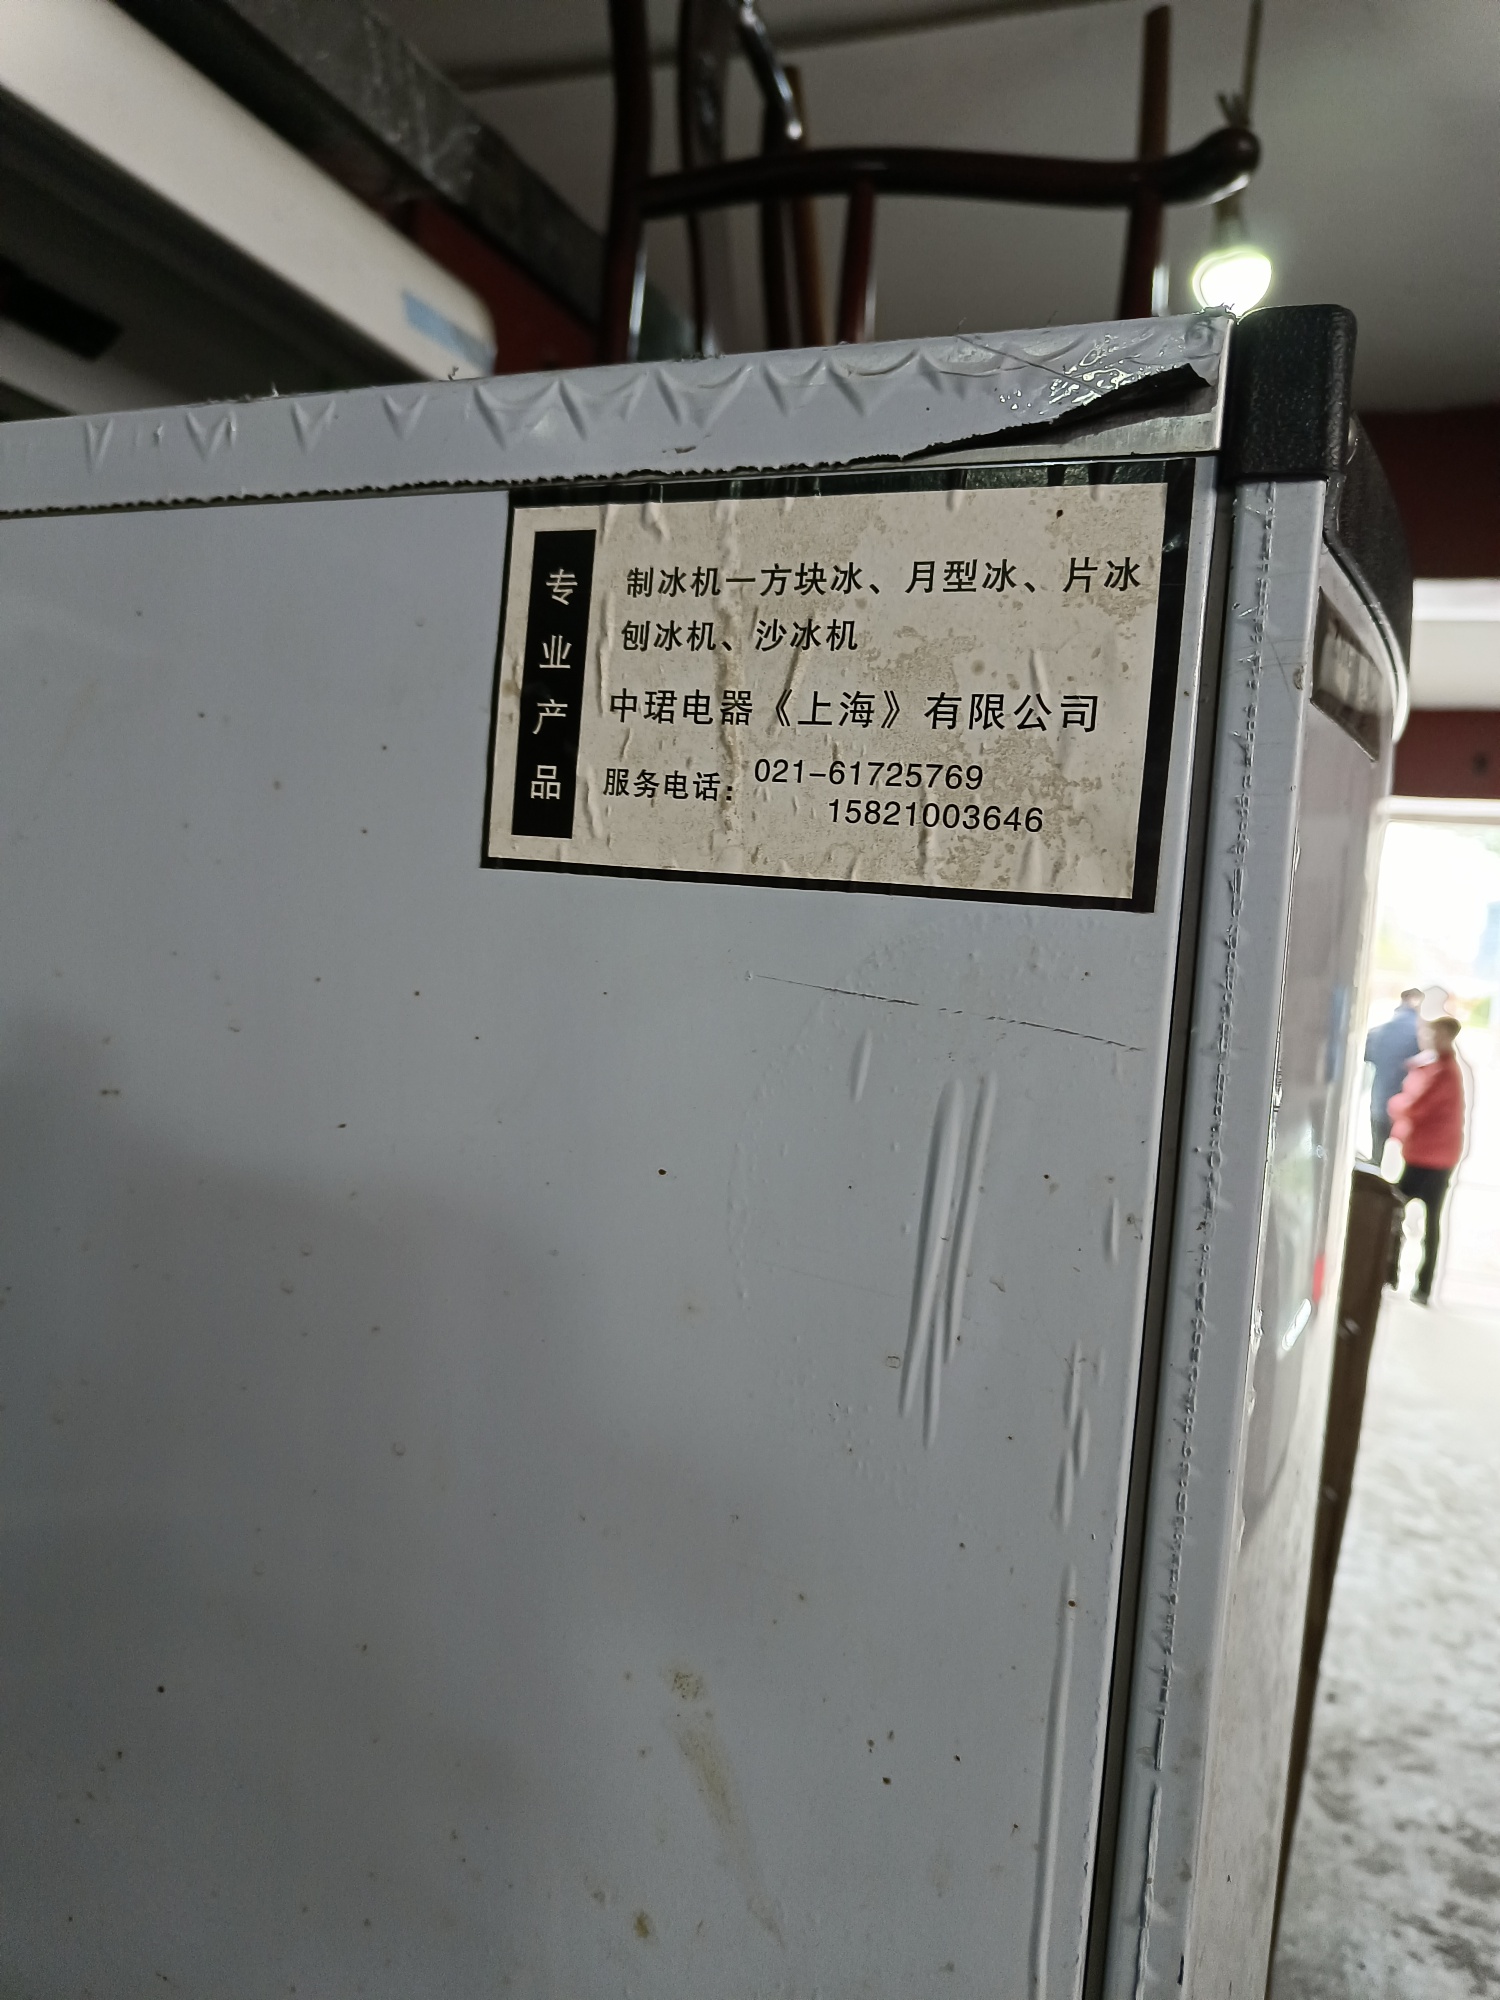 专业产品
制冰机一方块冰、月型冰、片冰
刨冰机、沙冰机
中珺电器《上海》有限公司
服务电话：021-61725769
15821003646